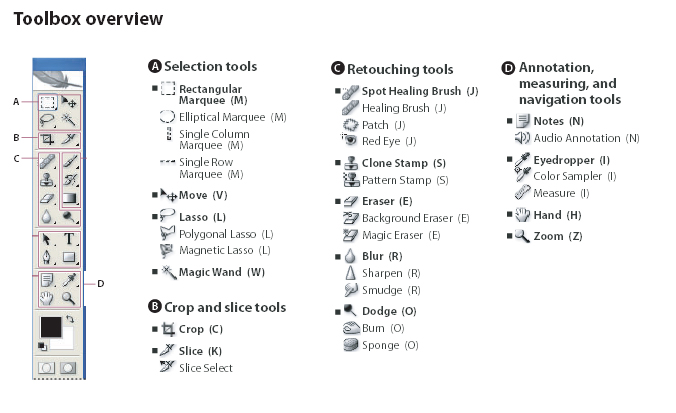 Toolbox overview
A
B
C
D
A Selection tools
Rectangular
Marquee (M)
Elliptical Marquee (M)
Single Column
Marquee (M)
Single Row
Marquee (M)
Move (V)
Lasso (L)
Polygonal Lasso (L)
Magnetic Lasso (L)
Magic Wand (W)
B Crop and slice tools
Crop (C)
Slice (K)
Slice Select
C Retouching tools
Spot Healing Brush (J)
Healing Brush (J)
Patch (J)
Red Eye (J)
Clone Stamp (S)
Pattern Stamp (S)
Eraser (E)
Background Eraser (E)
Magic Eraser (E)
Blur (R)
Sharpen (R)
Smudge (R)
Dodge (O)
Burn (O)
Sponge (O)
D Annotation,
measuring, and
navigation tools
Notes (N)
Audio Annotation (N)
Eyedropper (I)
Color Sampler (I)
Measure (I)
Hand (H)
Zoom (Z)